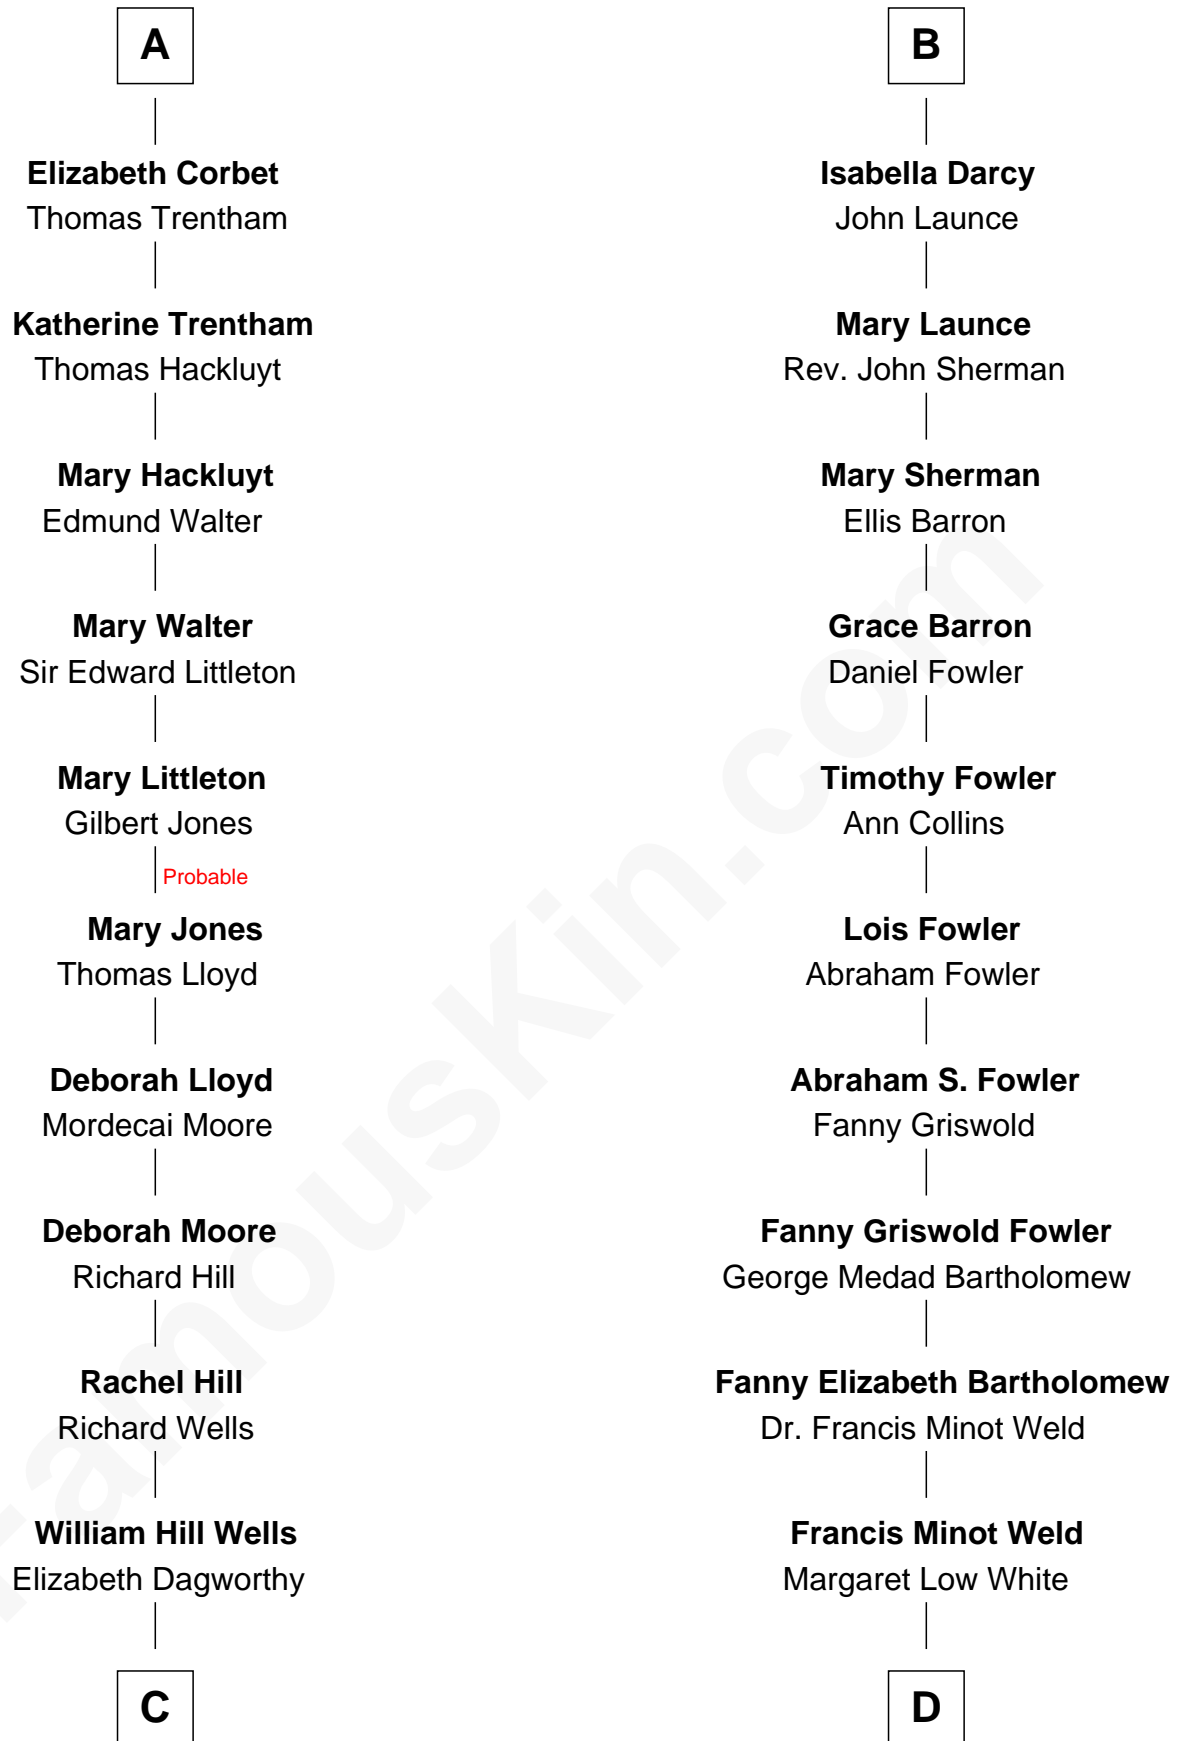 A
Elizabeth Corbet
Thomas Trentham
Katherine Trentham
Thomas Hackluyt
Mary Hackluyt
Edmund Walter
Mary Walter
Sir Edward Littleton
Mary Littleton
Gilbert Jones
Probable
Mary Jones
Thomas Lloyd
Deborah Lloyd
Mordecai Moore
Deborah Moore
Richard Hill
Rachel Hill
Richard Wells
William Hill Wells
Elizabeth Dagworthy
C
B
Isabella Darcy
John Launce
Mary Launce
Rev. John Sherman
Mary Sherman
Ellis Barron
Grace Barron
Daniel Fowler
Timothy Fowler
Ann Collins
Lois Fowler
Abraham Fowler
Abraham S. Fowler
Fanny Griswold
Fanny Griswold Fowler
George Medad Bartholomew
Fanny Elizabeth Bartholomew
Dr. Francis Minot Weld
Francis Minot Weld
Margaret Low White
D
FamousKin.com